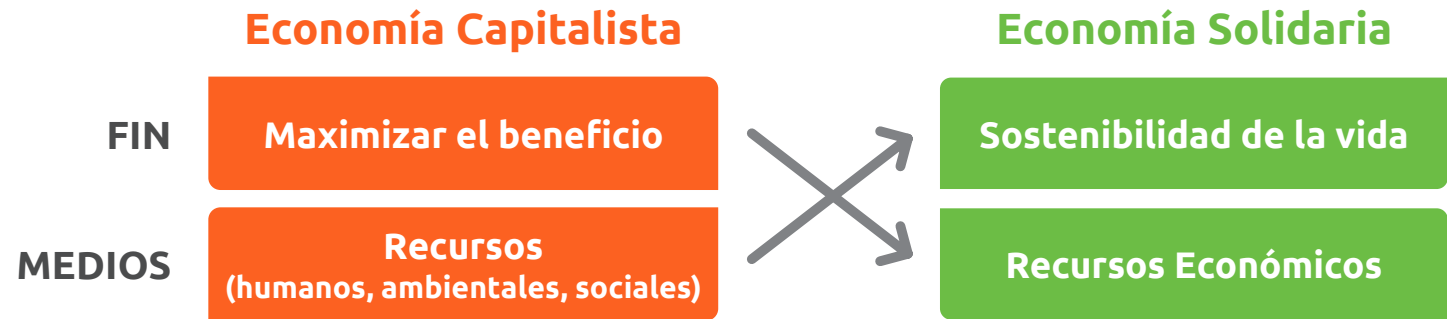 Economía Capitalista
Economía Solidaria
FIN
Maximizar el beneficio
Sostenibilidad de la vida
MEDIOS
Recursos
(humanos, ambientales, sociales)
Recursos Económicos